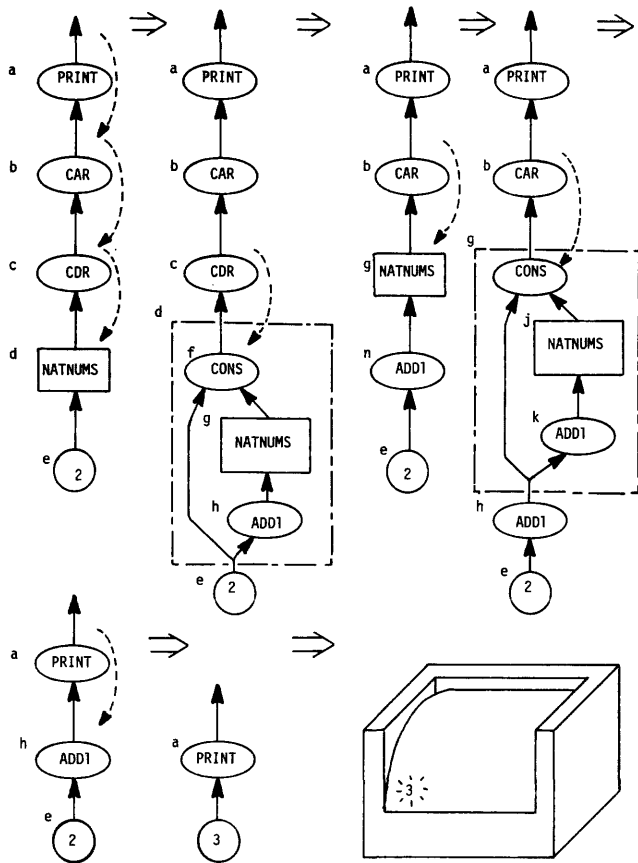 a PRINT
b CAR
c CDR
d NATNUMS
e 2
a PRINT
b CAR
c CDR
d
f CONS
g NATNUMS
h ADD1
e 2
a PRINT
b CAR
g NATNUMS
n ADD1
e 2
a PRINT
b CAR
g
CONS
j NATNUMS
k ADD1
h ADD1
e 2
a PRINT
h ADD1
e 2
a PRINT
3
3